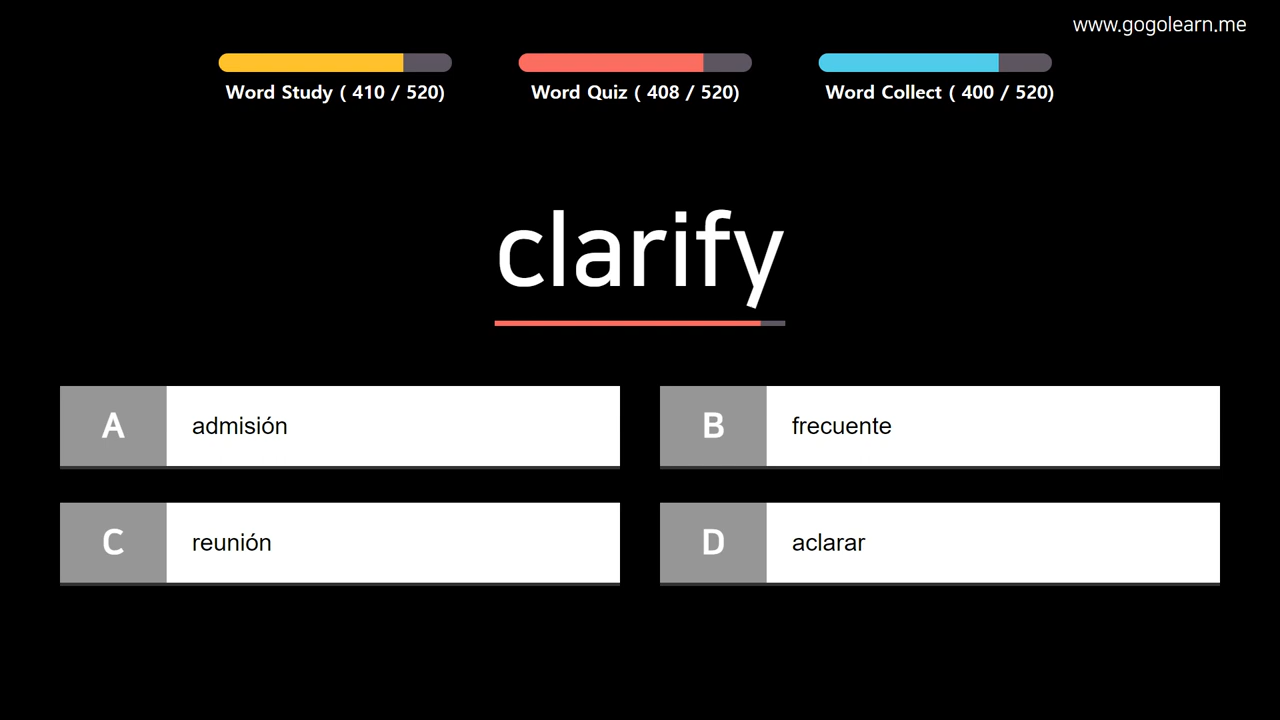 www.gogolearn.me
Word Study ( 410 / 520)
Word Quiz ( 408 / 520)
Word Collect ( 400 / 520)
clarify
A admisión
B frecuente
C reunión
D aclarar